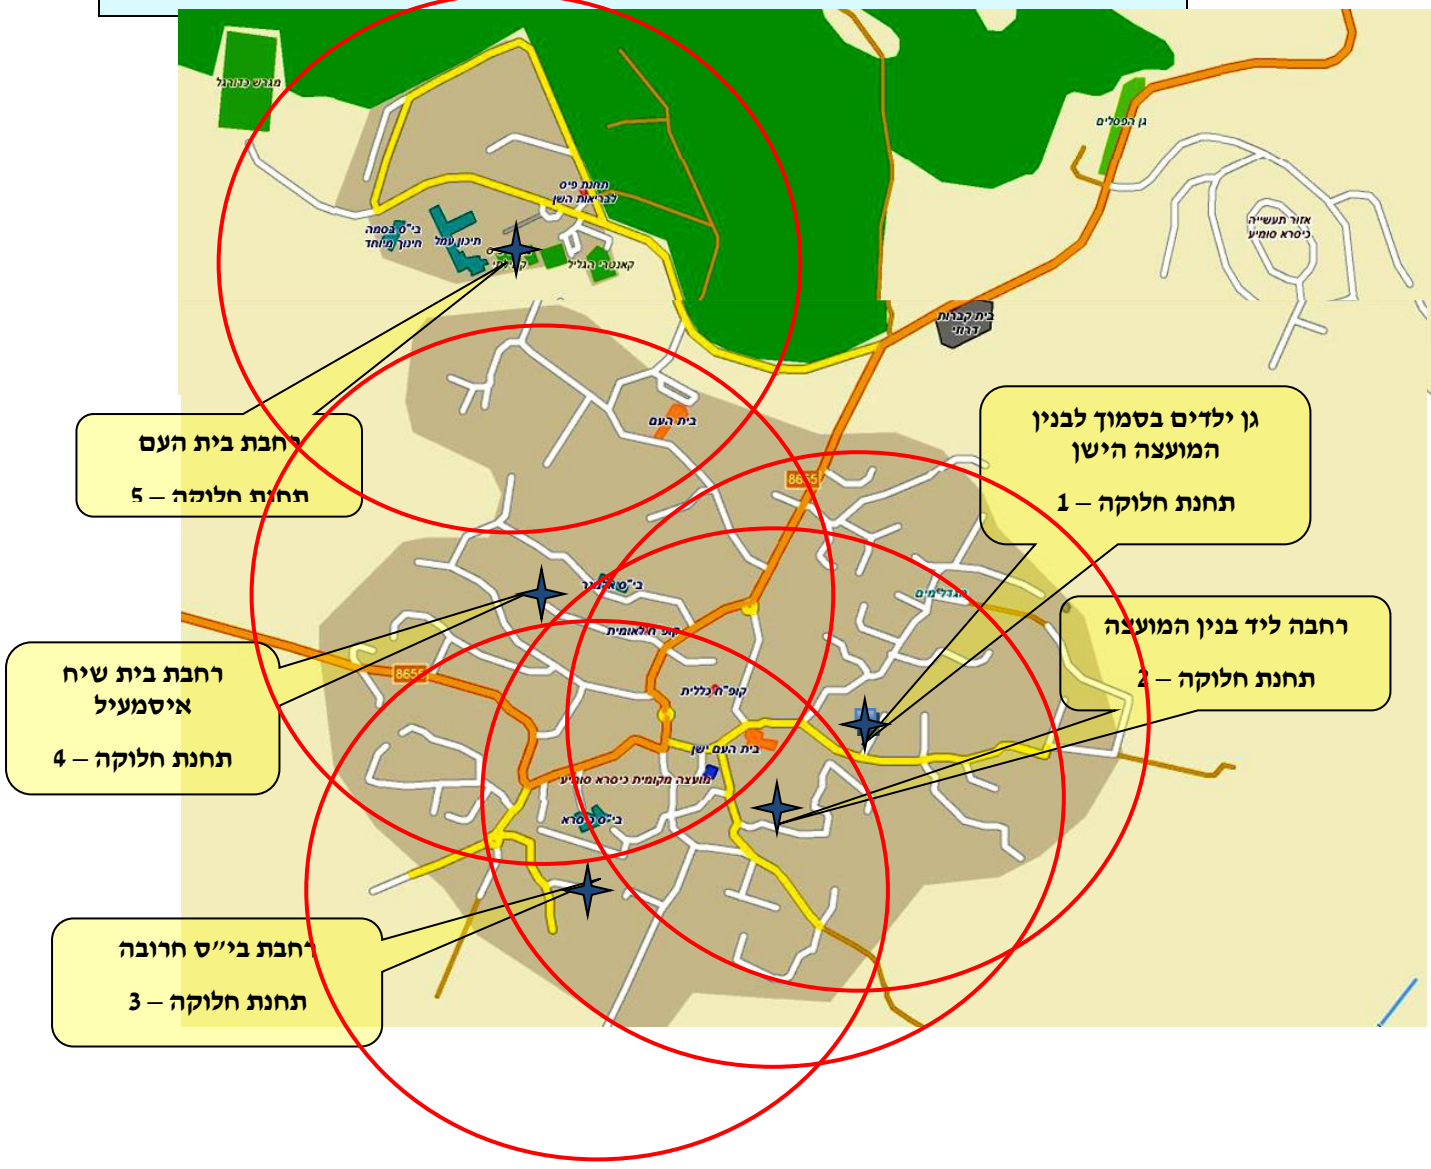 מגרש כדורגל
גן הפסלים
תחנת פיס
לבריאות השן
בי"ס בסמה
חינוך מיוחד
תיכון עמל
קאנטרי הגליל
אזור תעשייה
כיסרא סומיע
בית קברות
דרוזי
רחבת בית העם
תחנת חלוקה – 5
בית העם
גן ילדים בסמוך לבנין
המועצה הישן
תחנת חלוקה – 1
8655
בי"ס
קופ"ח לאומית
רחבה ליד בנין המועצה
תחנת חלוקה – 2
רחבת בית שיח
איסמעיל
תחנת חלוקה – 4
8655
קופ"ח כללית
בית העם ישן
מועצה מקומית כיסרא סומיע
בי"ס כיסרא
רחבת בי״ס חרובה
תחנת חלוקה – 3